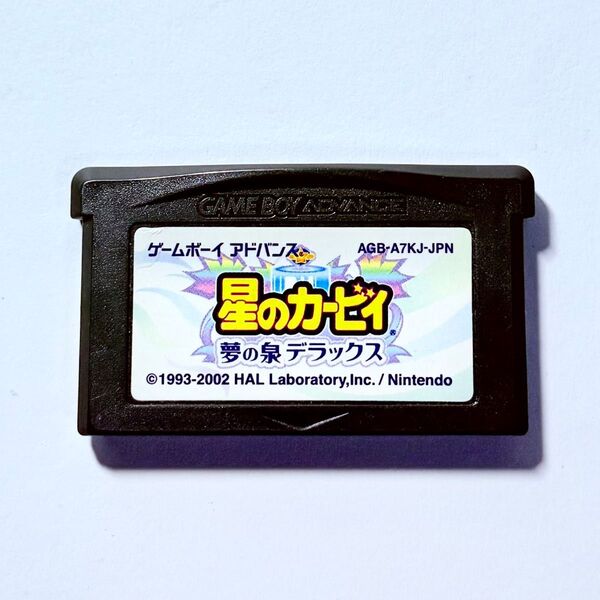 GAME BOY ADVANCE
ゲームボーイ アドバンス AGB-A7KJ-JPN
星のカービィ®
夢の泉デラックス
©1993-2002 HAL Laboratory,Inc. / Nintendo